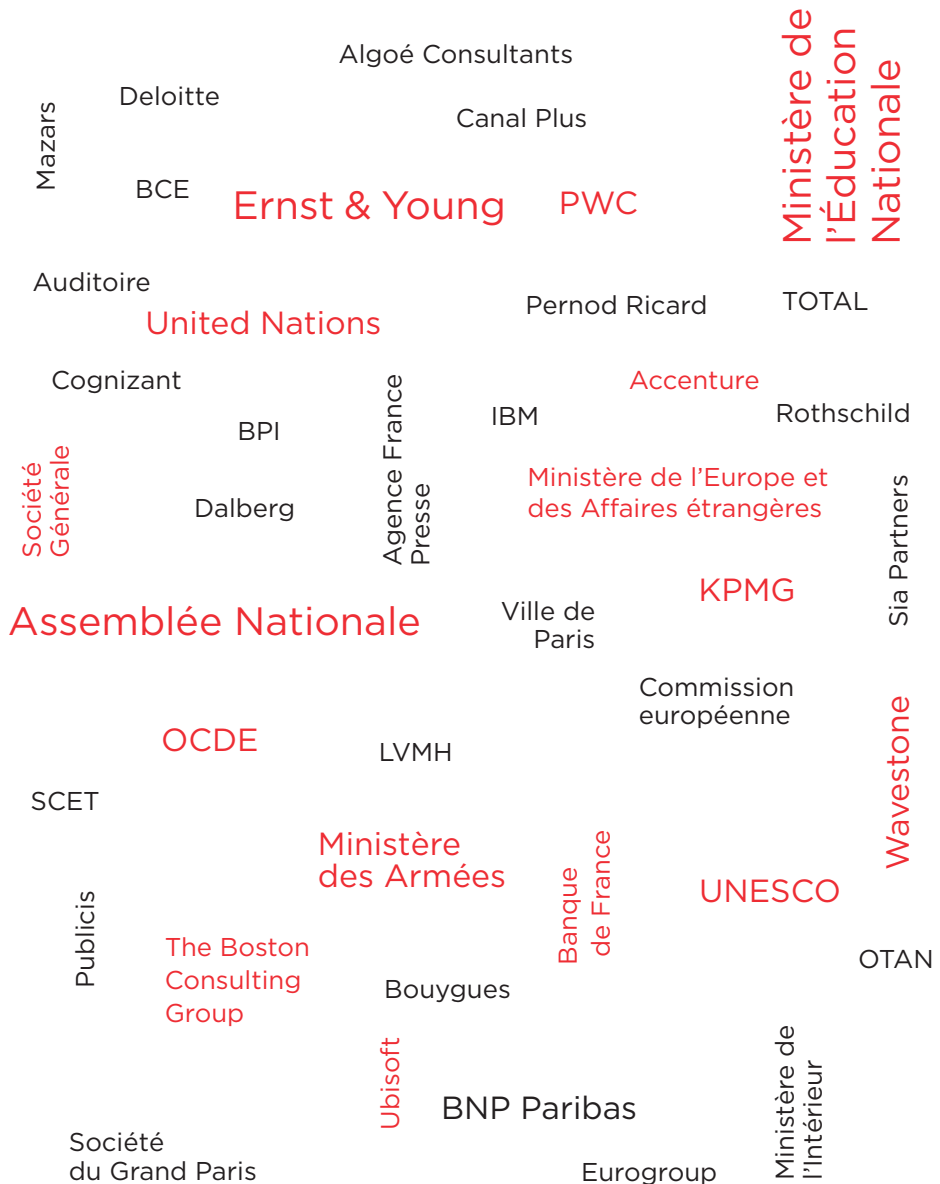 Algoé Consultants
Ministère de
l'Éducation
Nationale
Deloitte
Canal Plus
Mazars
BCE
Ernst & Young
PWC
Auditoire
United Nations
Pernod Ricard
TOTAL
Cognizant
Accenture
BPI
Agence France
Presse
IBM
Rothschild
Société
Générale
Dalberg
Ministère de l’Europe et
des Affaires étrangères
Sia Partners
Assemblée Nationale
Ville de
Paris
KPMG
Commission
européenne
OCDE
LVMH
Wavestone
SCET
Ministère
des Armées
Banque
de France
UNESCO
Publicis
The Boston
Consulting
Group
Bouygues
OTAN
Ubisoft
BNP Paribas
Ministère de
l'Intérieur
Société
du Grand Paris
Eurogroup